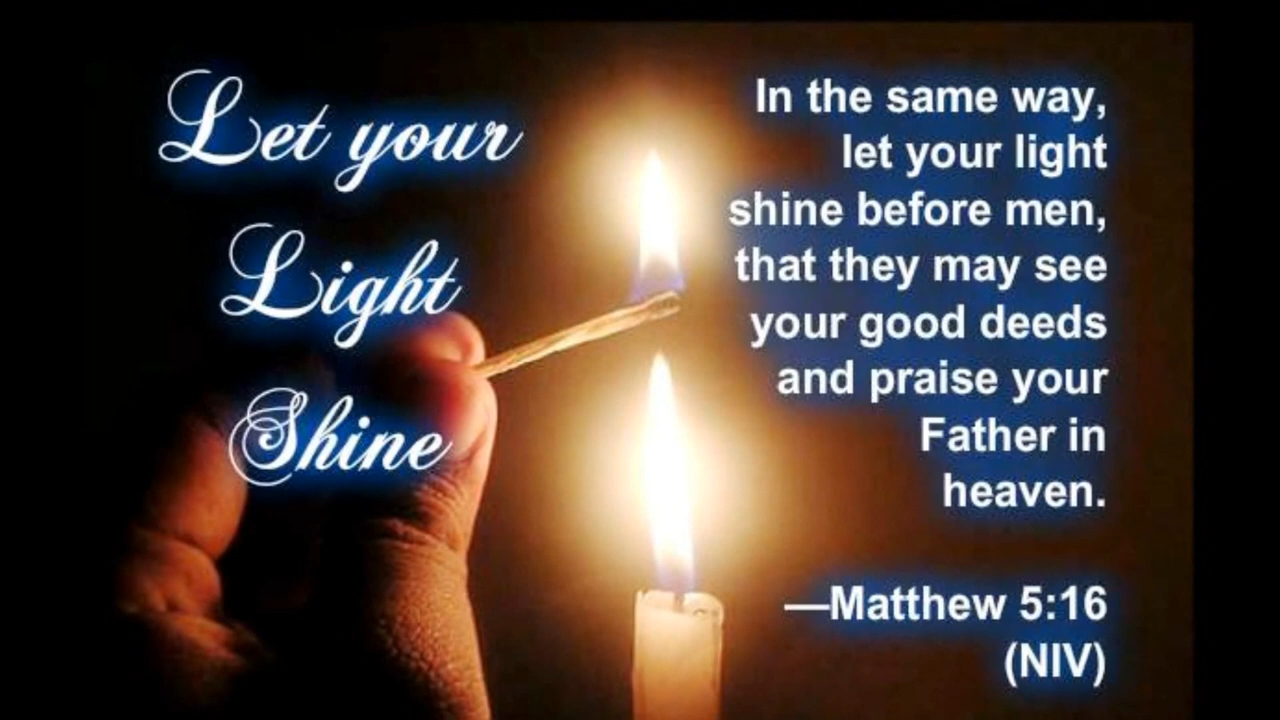 Let your
Light
Shine
In the same way,
let your light
shine before men,
that they may see
your good deeds
and praise your
Father in
heaven.
—Matthew 5:16
(NIV)